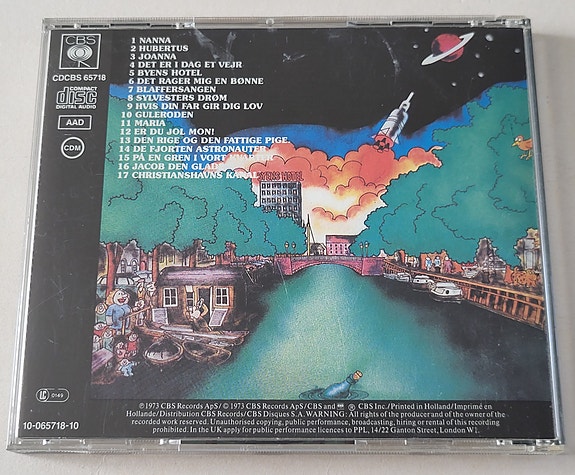 CBS
CDCBS 65718
COMPACT
disc
DIGITAL AUDIO
AAD
CDM
1 NANNA
2 HUBERTUS
3 JOANNA
4 DET ER I DAG ET VEJR
5 BYENS HOTEL
6 DET RAGER MIG EN BØNNE
7 BLAFFERSANGEN
8 SYLVESTERS DRØM
9 HVIS DIN FAR GIR DIG LOV
10 GULERODEN
11 MARIA
12 ER DU JOL MON!
13 DEN RIGE OG DEN FATTIGE PIGE
14 DE FJORTEN ASTRONAUTER
15 PÅ EN GREN I VORT KVARTER
16 JACOB DEN GLADE
17 CHRISTIANSHAVNS KANAL
BYENS HOTEL
LC 0149
10-065718-10
℗ 1973 CBS Records ApS/ © 1973 CBS Records ApS/CBS and ® CBS Inc./Printed in Holland/Imprimé en
Hollande/Distribution CBS Records/CBS Disques S.A. WARNING: All rights of the producer and of the owner of the
recorded work reserved. Unauthorised copying, public performance, broadcasting, hiring or rental of this recording
prohibited. In the UK apply for public performance licences to PPL, 14/22 Ganton Street, London W1.